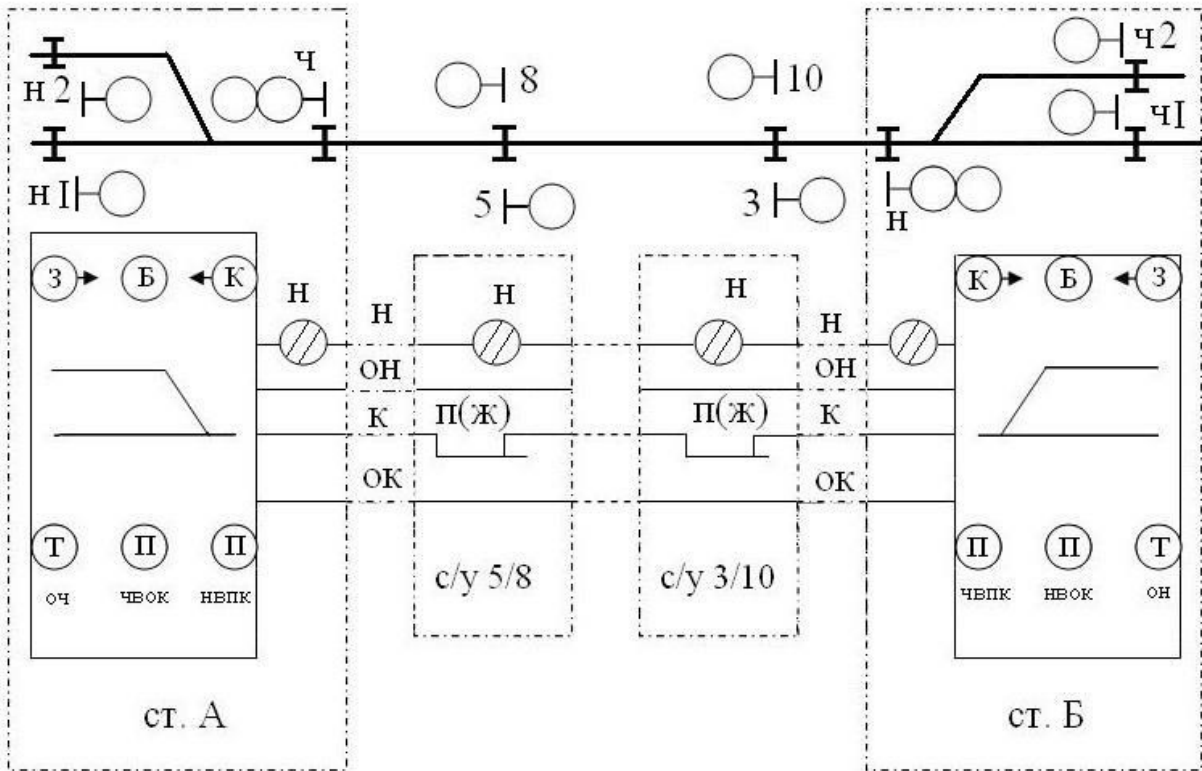 ч ч2
н2 8 10
чI
нI 5 3 н
З Б К К Б З
Н Н Н
Н Н
ОН ОН
К П(Ж) П(Ж) К
ОК ОК
Т П П П П Т
оч чвок нвпк чвпк нвок он
с/у 5/8 с/у 3/10
ст. А ст. Б